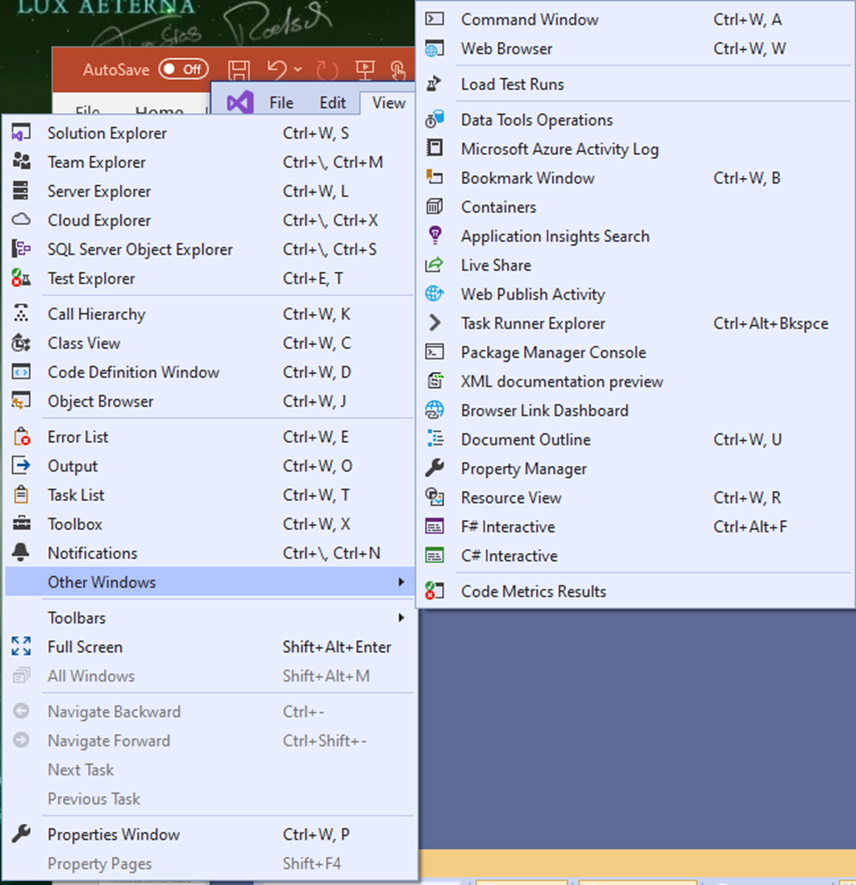 LUX AETERNA
AutoSave Off
File Home
File Edit View
Solution Explorer Ctrl+W, S
Team Explorer Ctrl+\, Ctrl+M
Server Explorer Ctrl+W, L
Cloud Explorer Ctrl+\, Ctrl+X
SQL Server Object Explorer Ctrl+\, Ctrl+S
Test Explorer Ctrl+E, T
Call Hierarchy Ctrl+W, K
Class View Ctrl+W, C
Code Definition Window Ctrl+W, D
Object Browser Ctrl+W, J
Error List Ctrl+W, E
Output Ctrl+W, O
Task List Ctrl+W, T
Toolbox Ctrl+W, X
Notifications Ctrl+\, Ctrl+N
Other Windows
Toolbars
Full Screen Shift+Alt+Enter
All Windows Shift+Alt+M
Navigate Backward Ctrl+-
Navigate Forward Ctrl+Shift+-
Next Task
Previous Task
Properties Window Ctrl+W, P
Property Pages Shift+F4
Command Window Ctrl+W, A
Web Browser Ctrl+W, W
Load Test Runs
Data Tools Operations
Microsoft Azure Activity Log
Bookmark Window Ctrl+W, B
Containers
Application Insights Search
Live Share
Web Publish Activity
Task Runner Explorer Ctrl+Alt+Bkspce
Package Manager Console
XML documentation preview
Browser Link Dashboard
Document Outline Ctrl+W, U
Property Manager
Resource View Ctrl+W, R
F# Interactive Ctrl+Alt+F
C# Interactive
Code Metrics Results